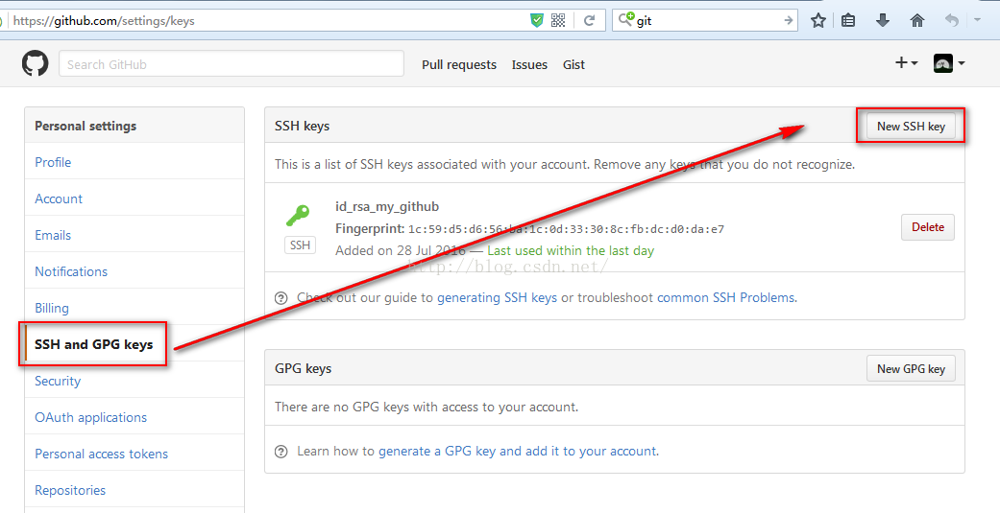 https://github.com/settings/keys
git
Search GitHub
Pull requests Issues Gist
Personal settings
Profile
Account
Emails
Notifications
Billing
SSH and GPG keys
Security
OAuth applications
Personal access tokens
Repositories
SSH keys
New SSH key
This is a list of SSH keys associated with your account. Remove any keys that you do not recognize.
id_rsa_my_github
Fingerprint: 1c:59:d5:d6:56:ba:1c:0d:33:30:8c:fb:dc:d0:da:e7
SSH
Added on 28 Jul 2016 — Last used within the last day
Delete
http://blog.csdn.net/
Check out our guide to generating SSH keys or troubleshoot common SSH Problems.
GPG keys
New GPG key
There are no GPG keys with access to your account.
Learn how to generate a GPG key and add it to your account.